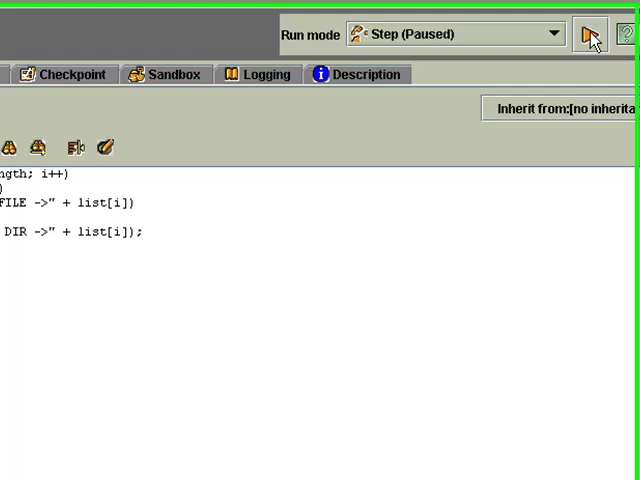 Run mode Step (Paused)
Checkpoint Sandbox Logging Description
Inherit from:[no inherita
ngth; i++)
)
FILE ->" + list[i])
DIR ->" + list[i]);